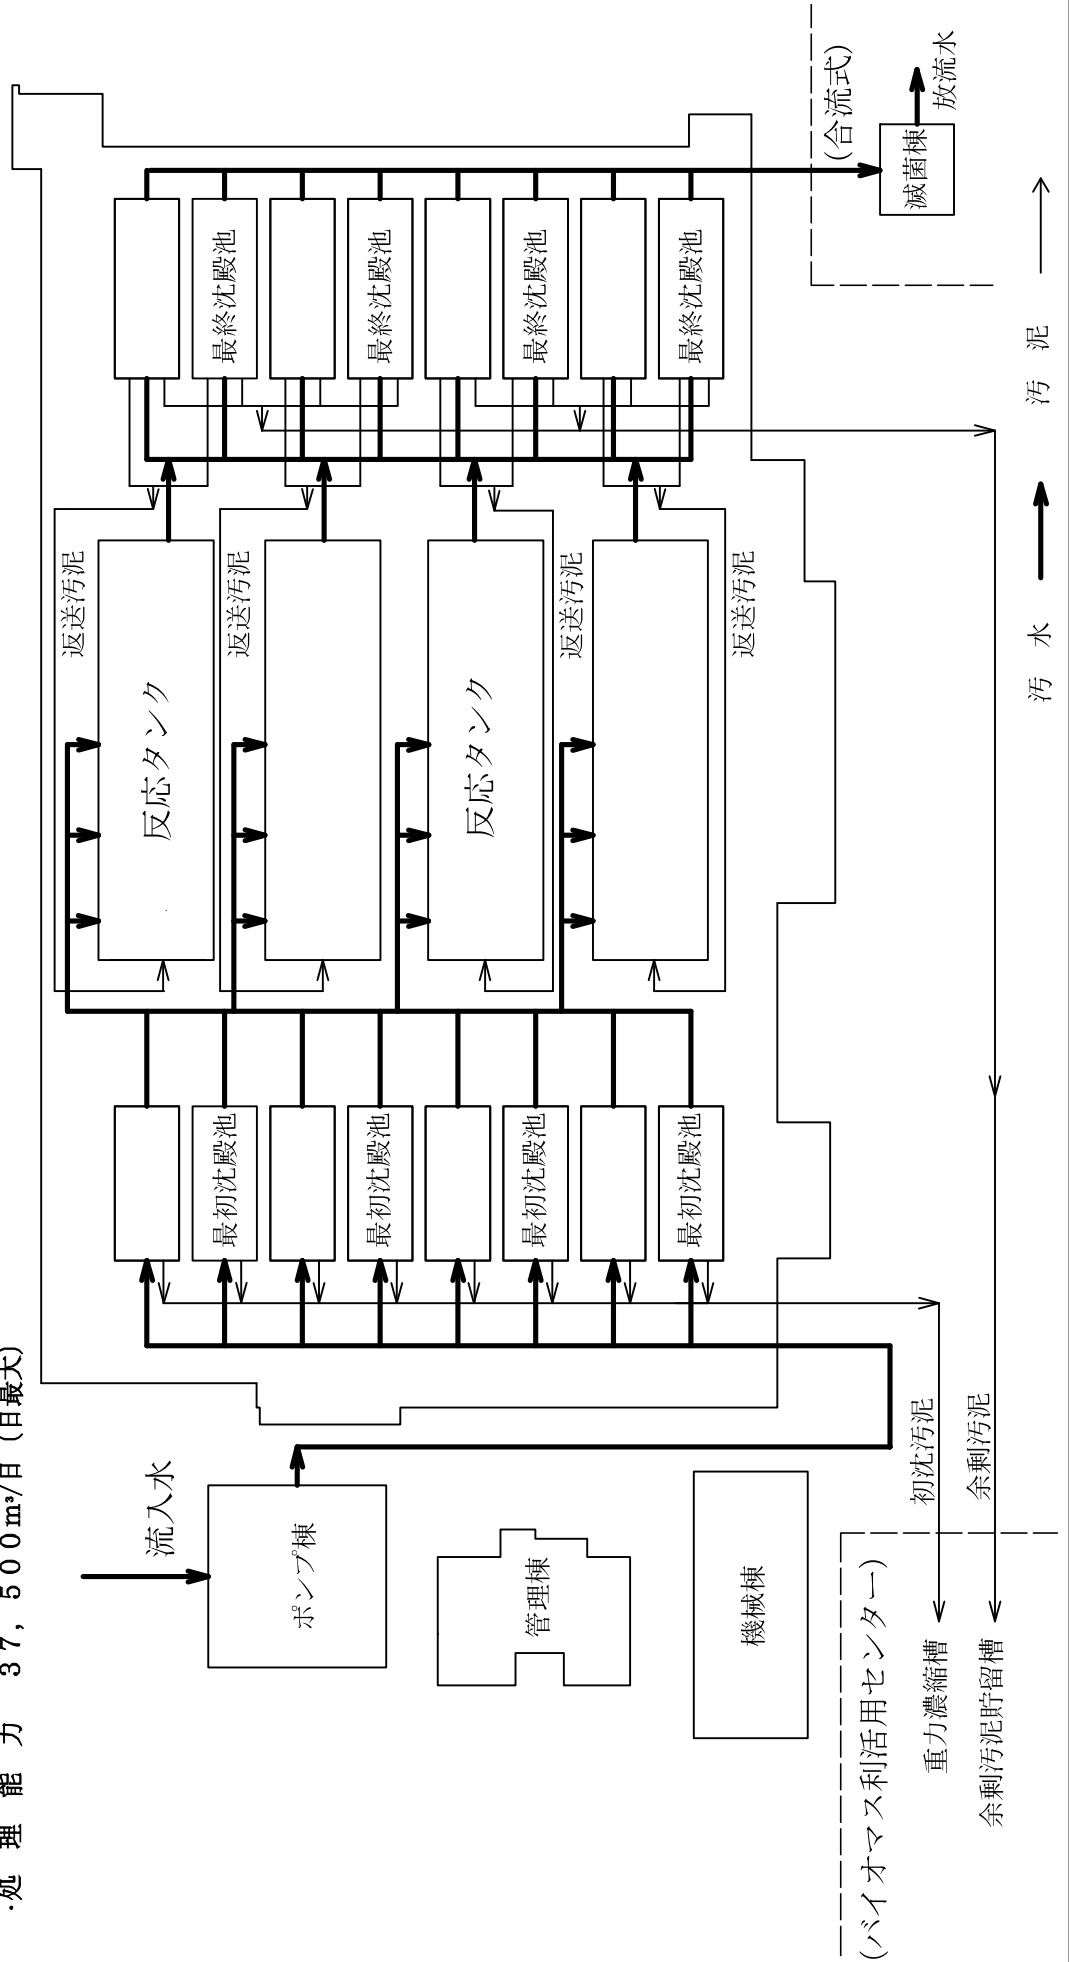 ・処理能力 37，500m³/日（日最大）
流入水
ポンプ棟
管理棟
機械棟
(バイオマス利活用センター)
重力濃縮槽
余剰汚泥貯留槽
初沈汚泥
余剰汚泥
最初沈殿池
最初沈殿池
最初沈殿池
最初沈殿池
反応タンク
反応タンク
返送汚泥
返送汚泥
返送汚泥
返送汚泥
最終沈殿池
最終沈殿池
最終沈殿池
最終沈殿池
(合流式)
滅菌棟
放流水
汚水
汚泥